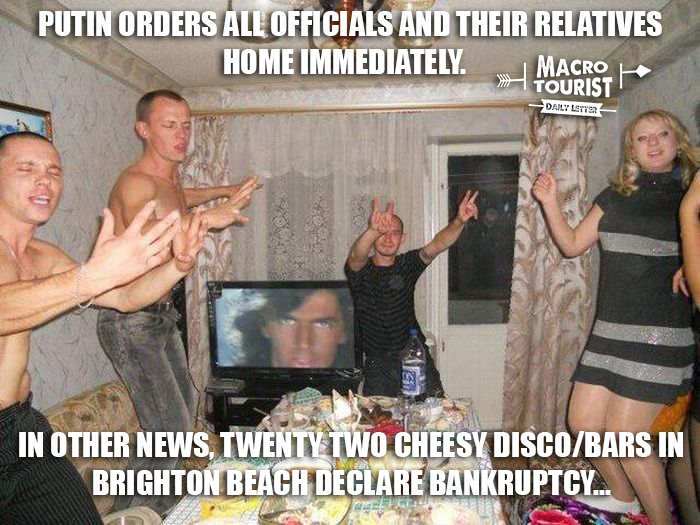 PUTIN ORDERS ALL OFFICIALS AND THEIR RELATIVES
HOME IMMEDIATELY.
MACRO
TOURIST
DAILY LETTER
IN OTHER NEWS, TWENTY TWO CHEESY DISCO/BARS IN
BRIGHTON BEACH DECLARE BANKRUPTCY...